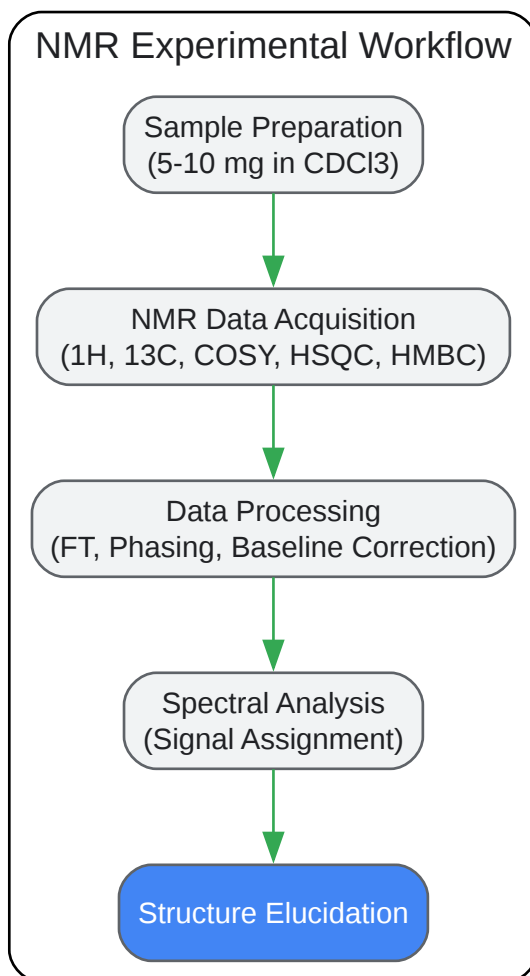 NMR Experimental Workflow
Sample Preparation
(5-10 mg in CDCl3)
NMR Data Acquisition
(1H, 13C, COSY, HSQC, HMBC)
Data Processing
(FT, Phasing, Baseline Correction)
Spectral Analysis
(Signal Assignment)
Structure Elucidation